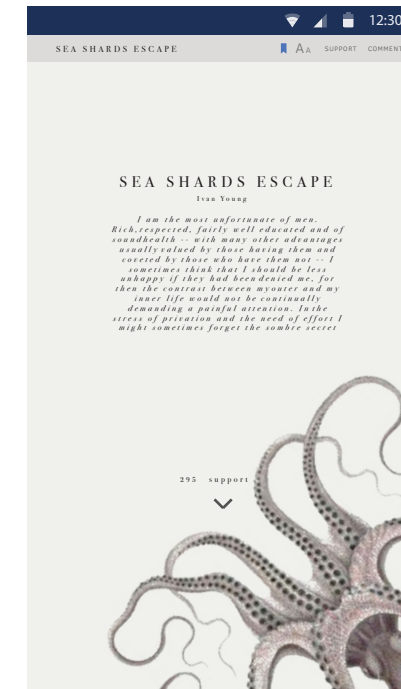 12:30
SEA SHARDS ESCAPE
AA
SUPPORT
COMMENT
SEA SHARDS ESCAPE
Ivan Young
I am the most unfortunate of men.
Rich,respected, fairly well educated and of
soundhealth -- with many other advantages
usually valued by those having them and
coveted by those who have them not -- I
sometimes think that I should be less
unhappy if they had been denied me, for
then the contrast between myouter and my
inner life would not be continually
demanding a painful attention. In the
stress of privation and the need of effort I
might sometimes forget the sombre secret
295 support